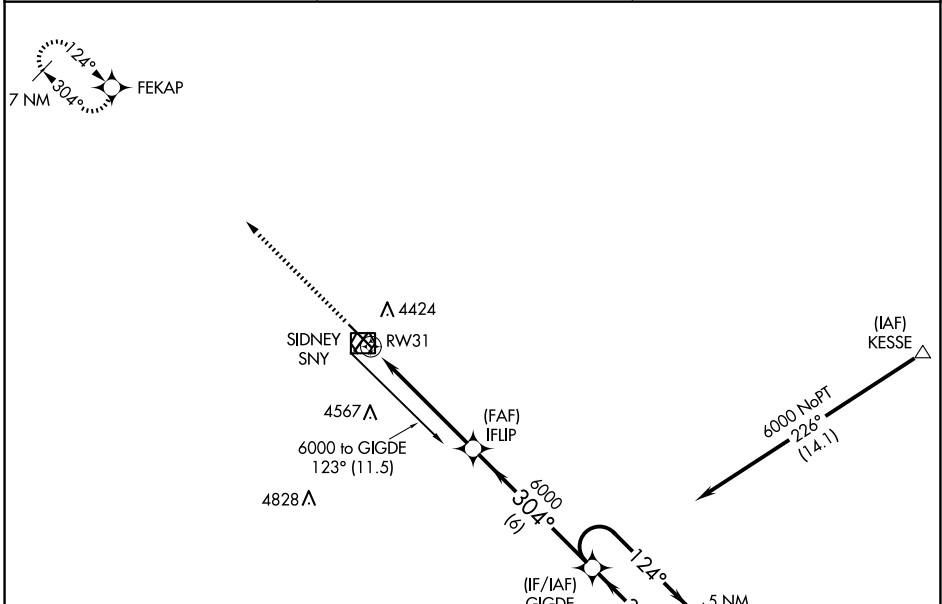 124°
304°
7 NM
FEKAP
4424
SIDNEY
SNY
RW31
(IAF)
KESSE
6000 NoPT
226°
(14.1)
4567
(FAF)
IFLIP
6000 to GIGDE
123° (11.5)
4828
6000
304°
(6)
124°
5 NM
(IF/IAF)
GIGDE